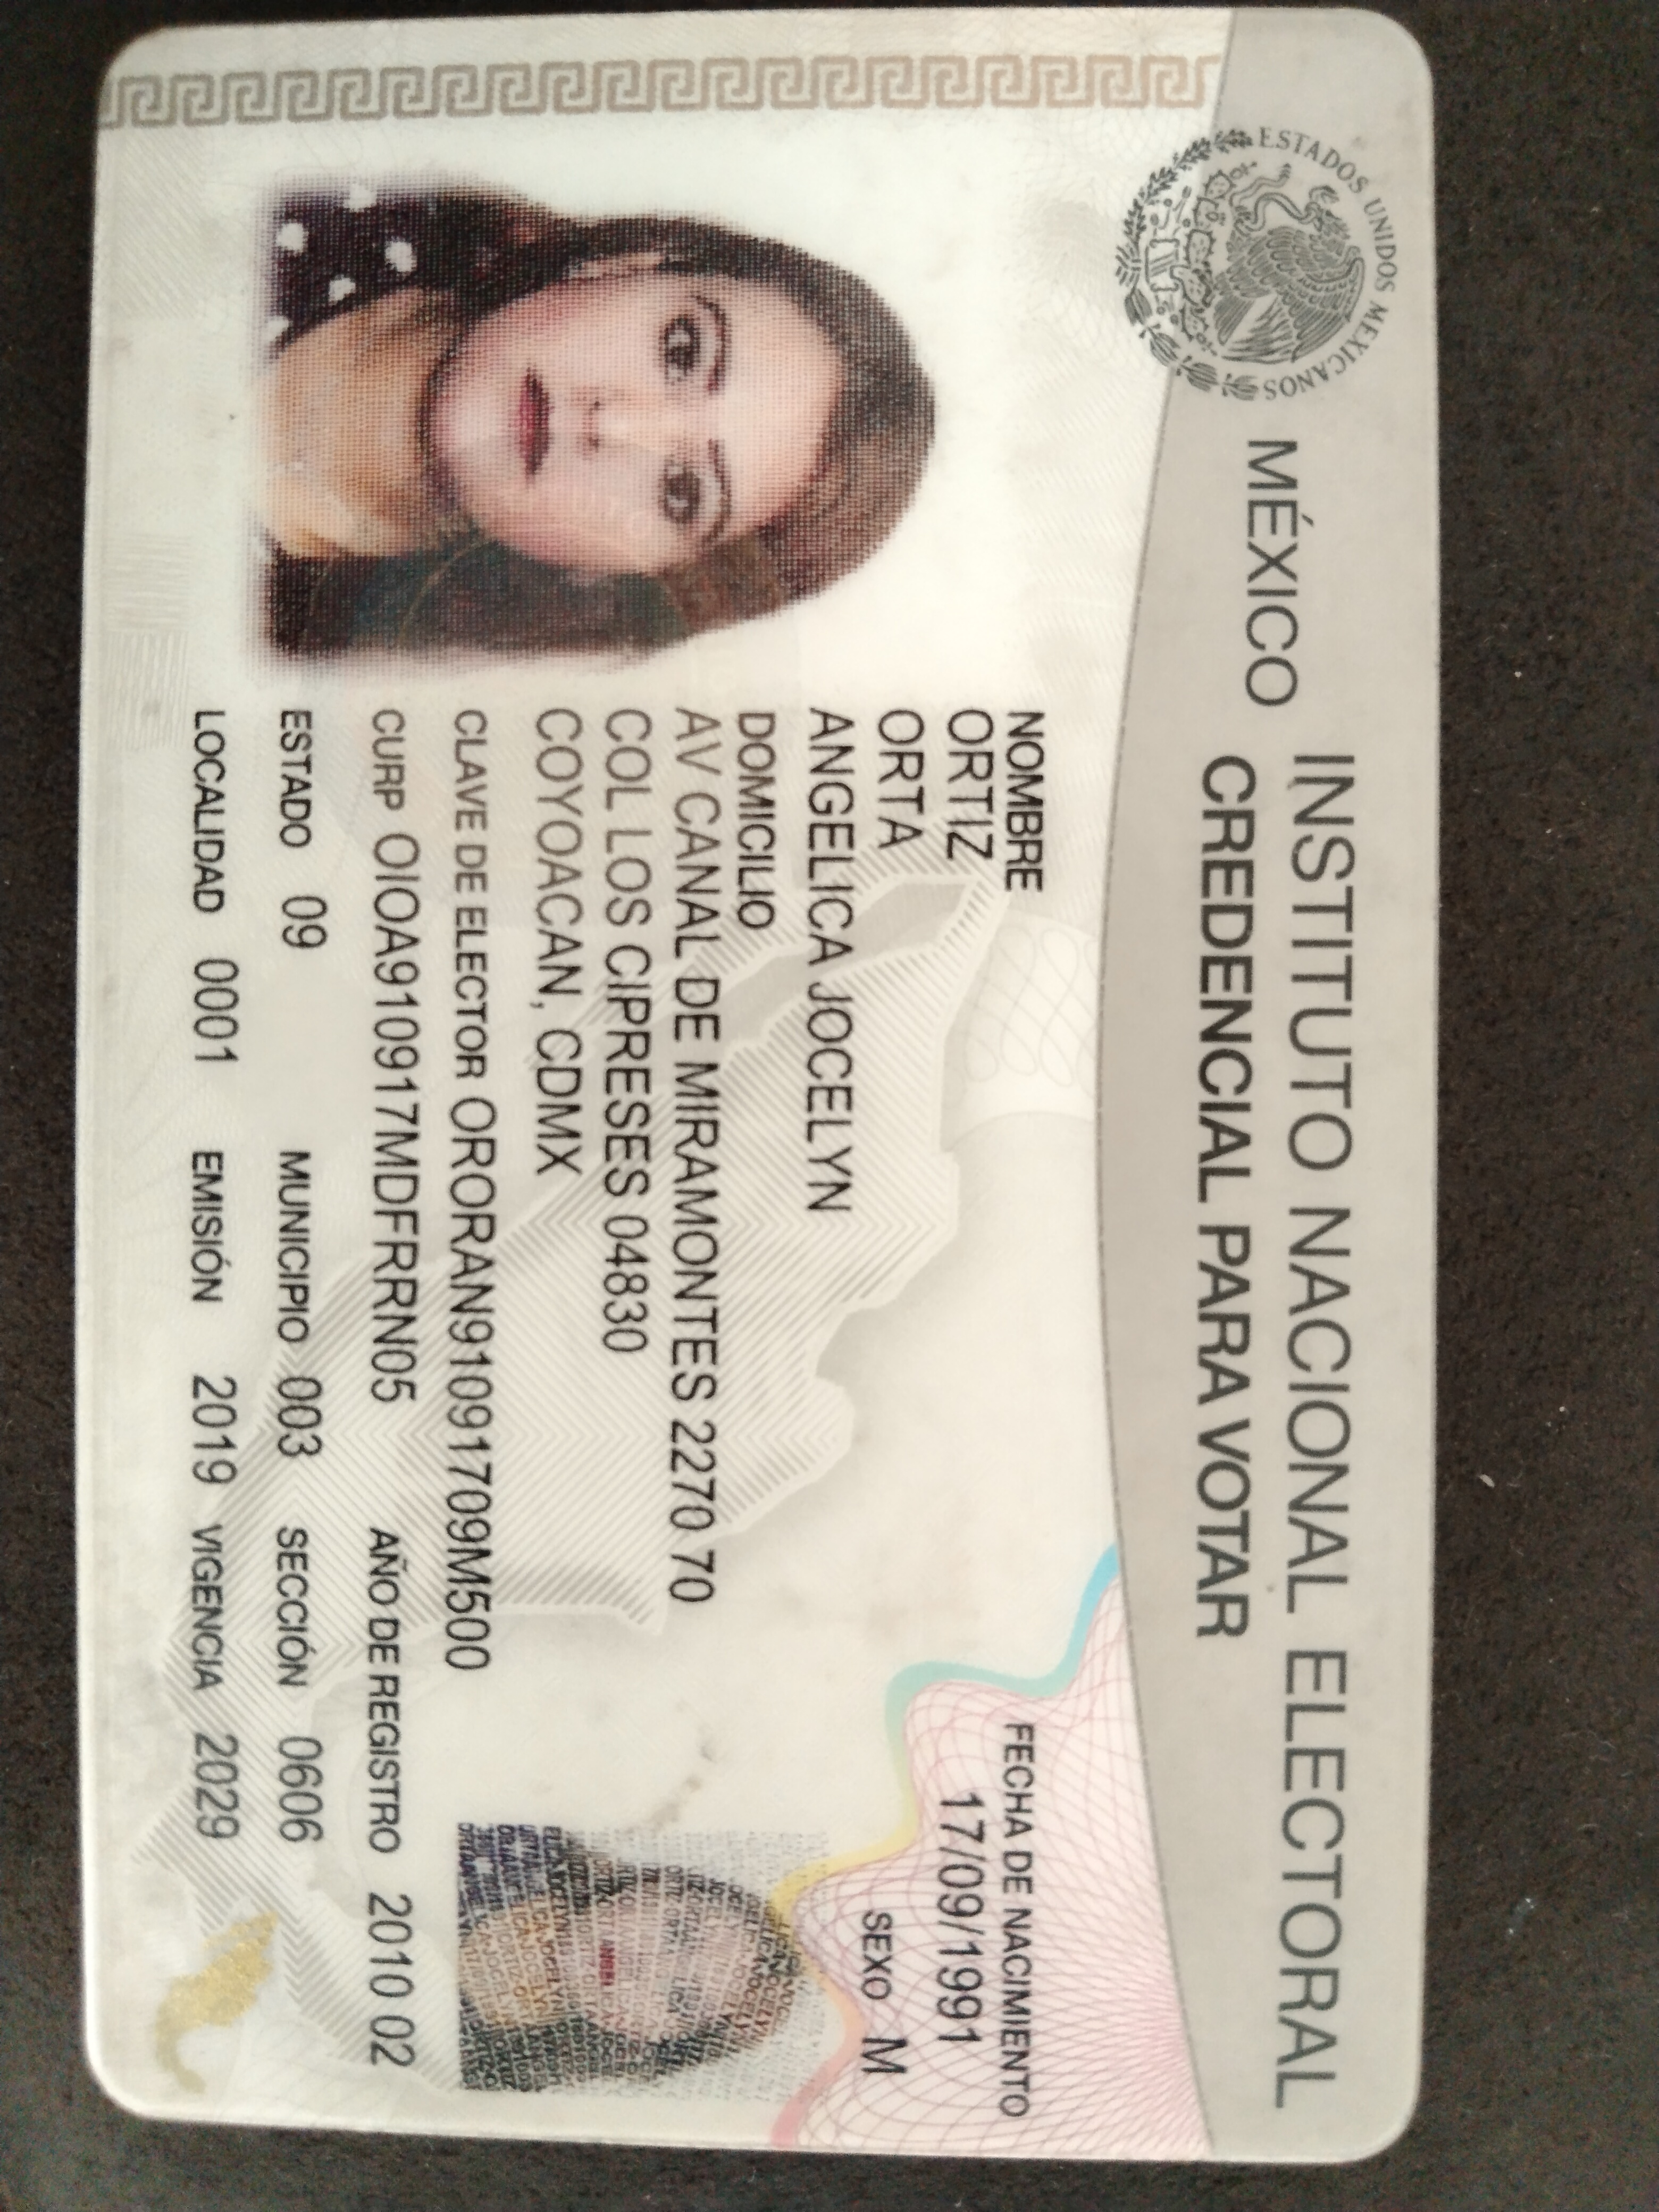 ESTADOS UNIDOS MEXICANOS
MÉXICO INSTITUTO NACIONAL ELECTORAL
CREDENCIAL PARA VOTAR
NOMBRE
ORTIZ
ORTA
ANGELICA JOCELYN
FECHA DE NACIMIENTO
17/09/1991
SEXO M
DOMICILIO
AV CANAL DE MIRAMONTES 2270 70
COL LOS CIPRESES 04830
COYOACAN, CDMX
CLAVE DE ELECTOR ORORAN91091709M500
CURP OIOA910917MDFRRN05 AÑO DE REGISTRO 2010 02
ESTADO 09 MUNICIPIO 003 SECCIÓN 0606
LOCALIDAD 0001 EMISIÓN 2019 VIGENCIA 2029